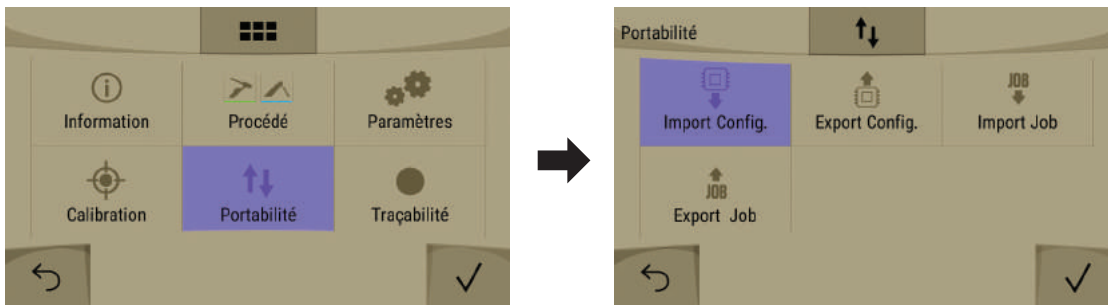 Information
Procédé
Paramètres
Calibration
Portabilité
Traçabilité
Portabilité
JOB
Import Config.
Export Config.
Import Job
JOB
Export Job